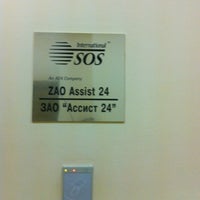 International
SOS
An AEA Company
ZAO Assist 24
ЗАО "Ассист 24"